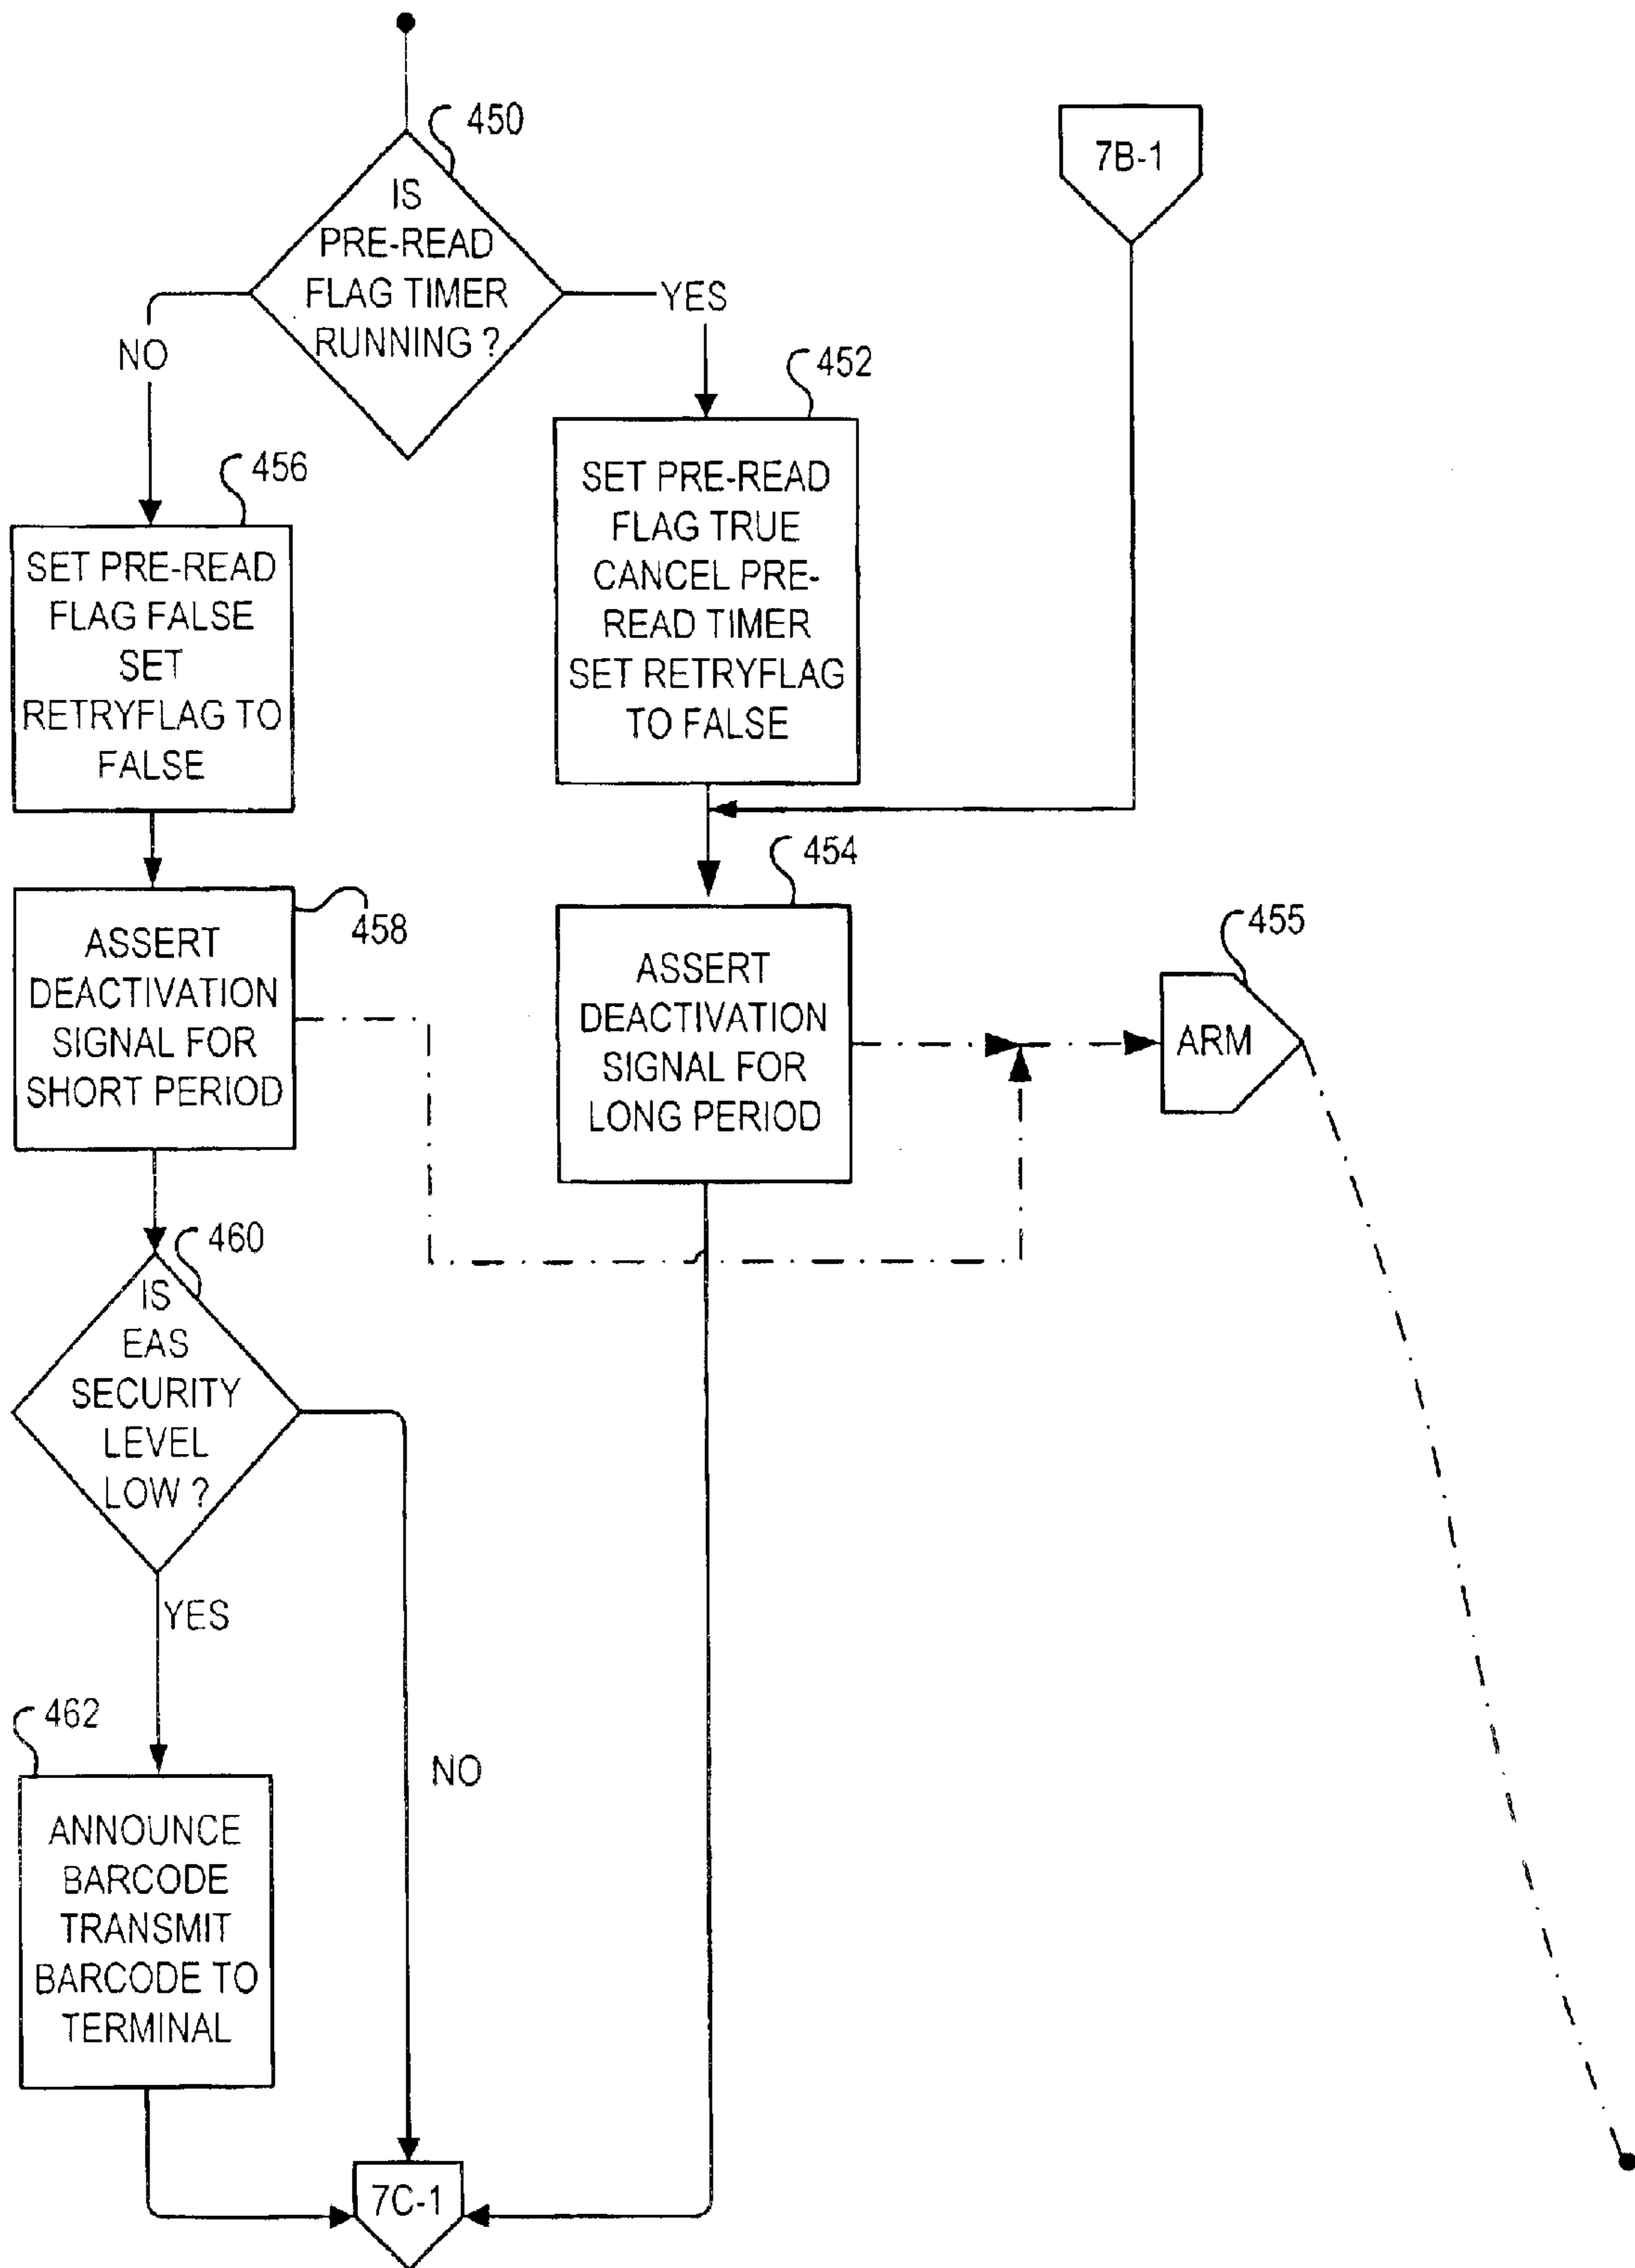 450
IS
PRE-READ
FLAG TIMER
RUNNING ?
7B-1
NO
YES
452
SET PRE-READ
FLAG TRUE
CANCEL PRE-
READ TIMER
SET RETRYFLAG
TO FALSE
456
SET PRE-READ
FLAG FALSE
SET
RETRYFLAG TO
FALSE
458
ASSERT
DEACTIVATION
SIGNAL FOR
SHORT PERIOD
454
ASSERT
DEACTIVATION
SIGNAL FOR
LONG PERIOD
455
ARM
460
IS
EAS
SECURITY
LEVEL
LOW ?
YES
NO
462
ANNOUNCE
BARCODE
TRANSMIT
BARCODE TO
TERMINAL
7C-1